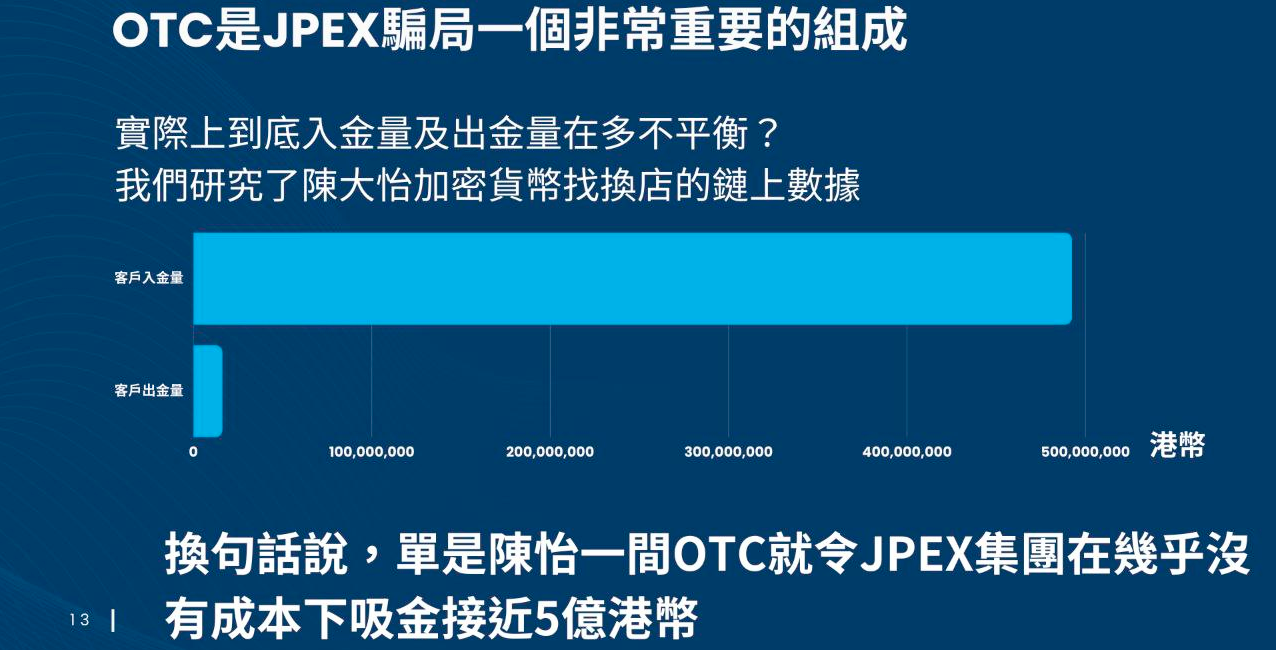 OTC是JPEX騙局一個非常重要的組成
實際上到底入金量及出金量在多不平衡？
我們研究了陳大怡加密貨幣找換店的鏈上數據
客戶入金量
客戶出金量
0
100,000,000
200,000,000
300,000,000
400,000,000
500,000,000
港幣
換句話說，單是陳怡一間OTC就令JPEX集團在幾乎沒
有成本下吸金接近5億港幣
13